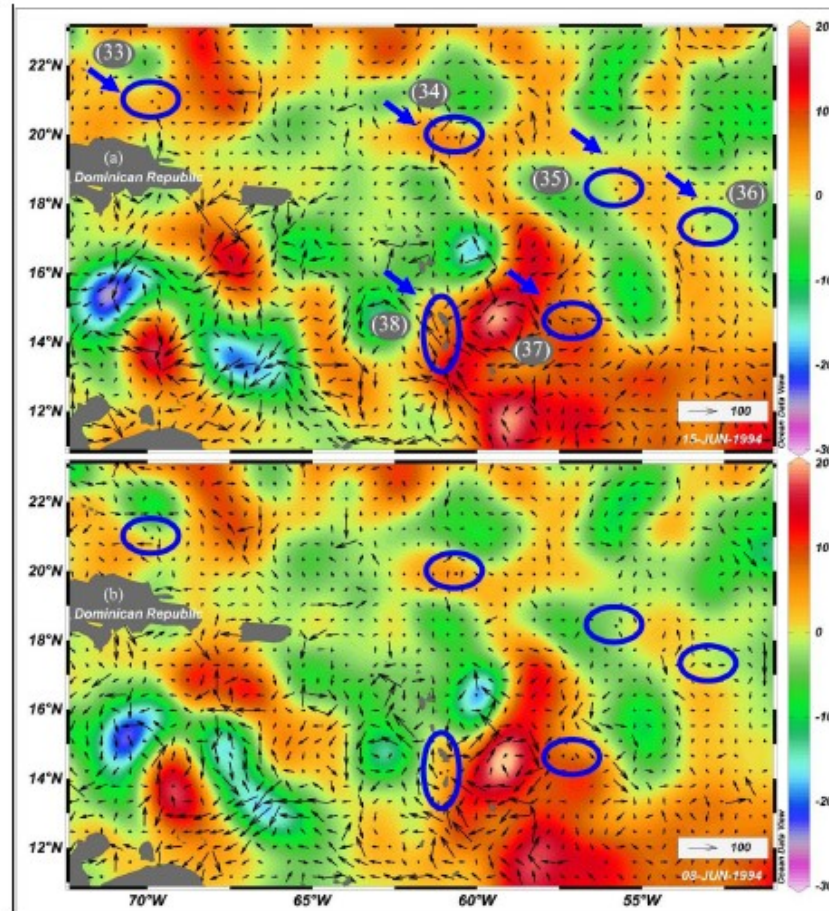 22°N
20°N
18°N
16°N
14°N
12°N
(33)
(34)
(35)
(36)
(37)
(38)
(a)
Dominican Republic
100
15-JUN-1994
Ocean Data View
20
10
0
-10
-20
-30
22°N
20°N
18°N
16°N
14°N
12°N
(b)
Dominican Republic
100
08-JUN-1994
Ocean Data View
20
10
0
-10
-20
-30
70°W
65°W
60°W
55°W